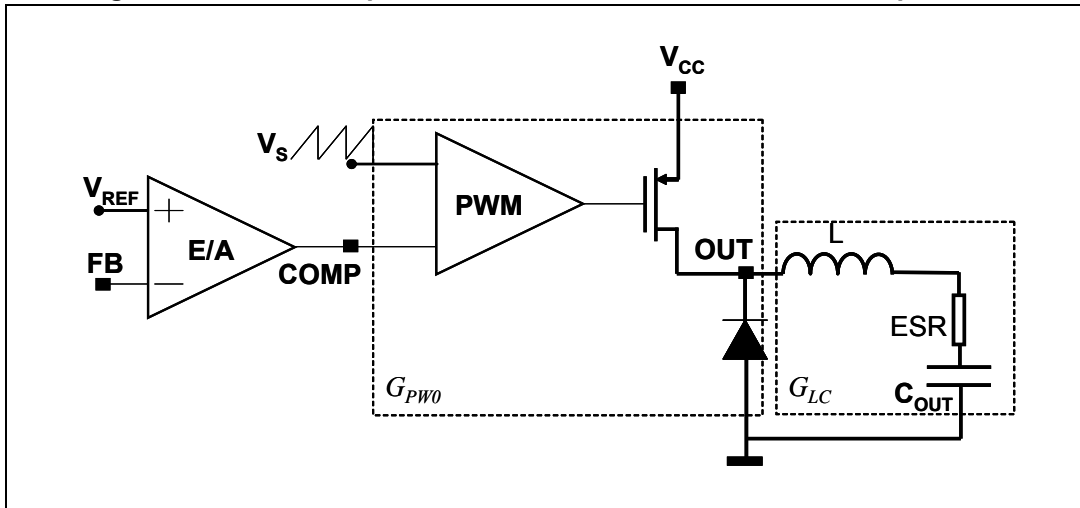 V_CC
V_S
PWM
V_REF
+
E/A
FB
−
COMP
OUT
L
ESR
C_OUT
G_PW0
G_LC